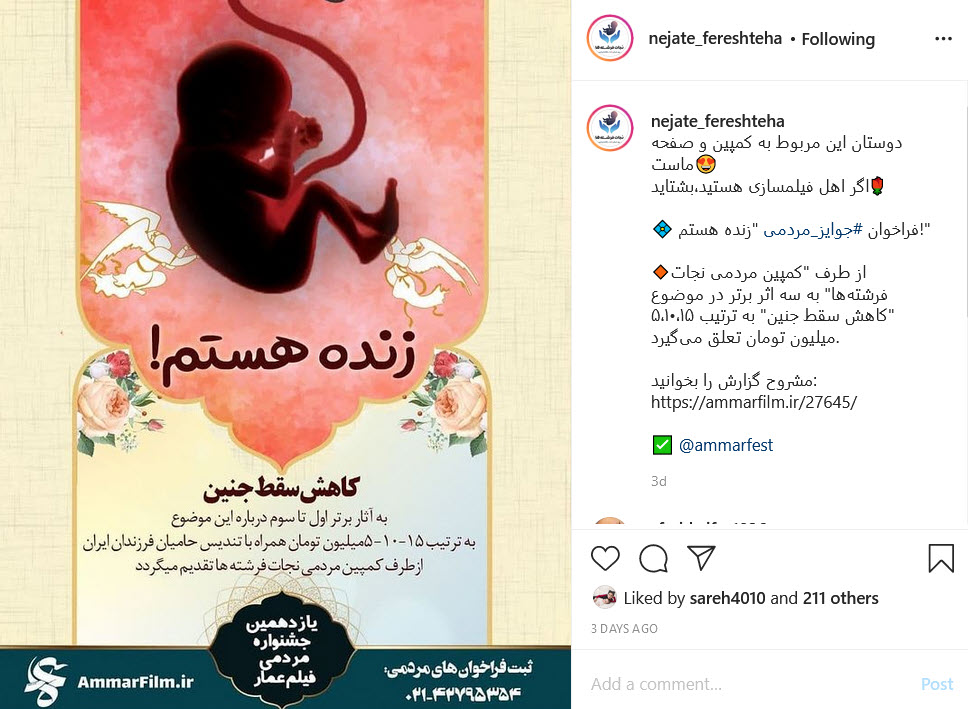 زنده هستم!
کاهش سقط جنین
به آثار برتر اول تا سوم درباره این موضوع
به ترتیب ۱۵-۱۰-۵میلیون تومان همراه با تندیس حامیان فرزندان ایران
ازطرف کمپین مردمی نجات فرشته ها تقدیم میگردد
یازدهمین
جشنواره
مردمی
فیلم عمار
ثبت فراخوان های مردمی:
۰۲۱-۴۲۷۹۵۳۵۴
AmmarFilm.ir
nejate_fereshteha • Following
nejate_fereshteha
دوستان این مربوط به کمپین و صفحه
ماست😍
اگر اهل فیلمسازی هستید،بشتاید🌹
💠 فراخوان #جوایز_مردمی "زنده هستم!"
🔸از طرف "کمپین مردمی نجات
فرشته‌ها" به سه اثر برتر در موضوع
"کاهش سقط جنین" به ترتیب ۵،۱۰،۱۵
میلیون تومان تعلق می‌گیرد.
مشروح گزارش را بخوانید:
https://ammarfilm.ir/27645/
✅ @ammarfest
3d
Liked by sareh4010 and 211 others
3 DAYS AGO
Add a comment... Post